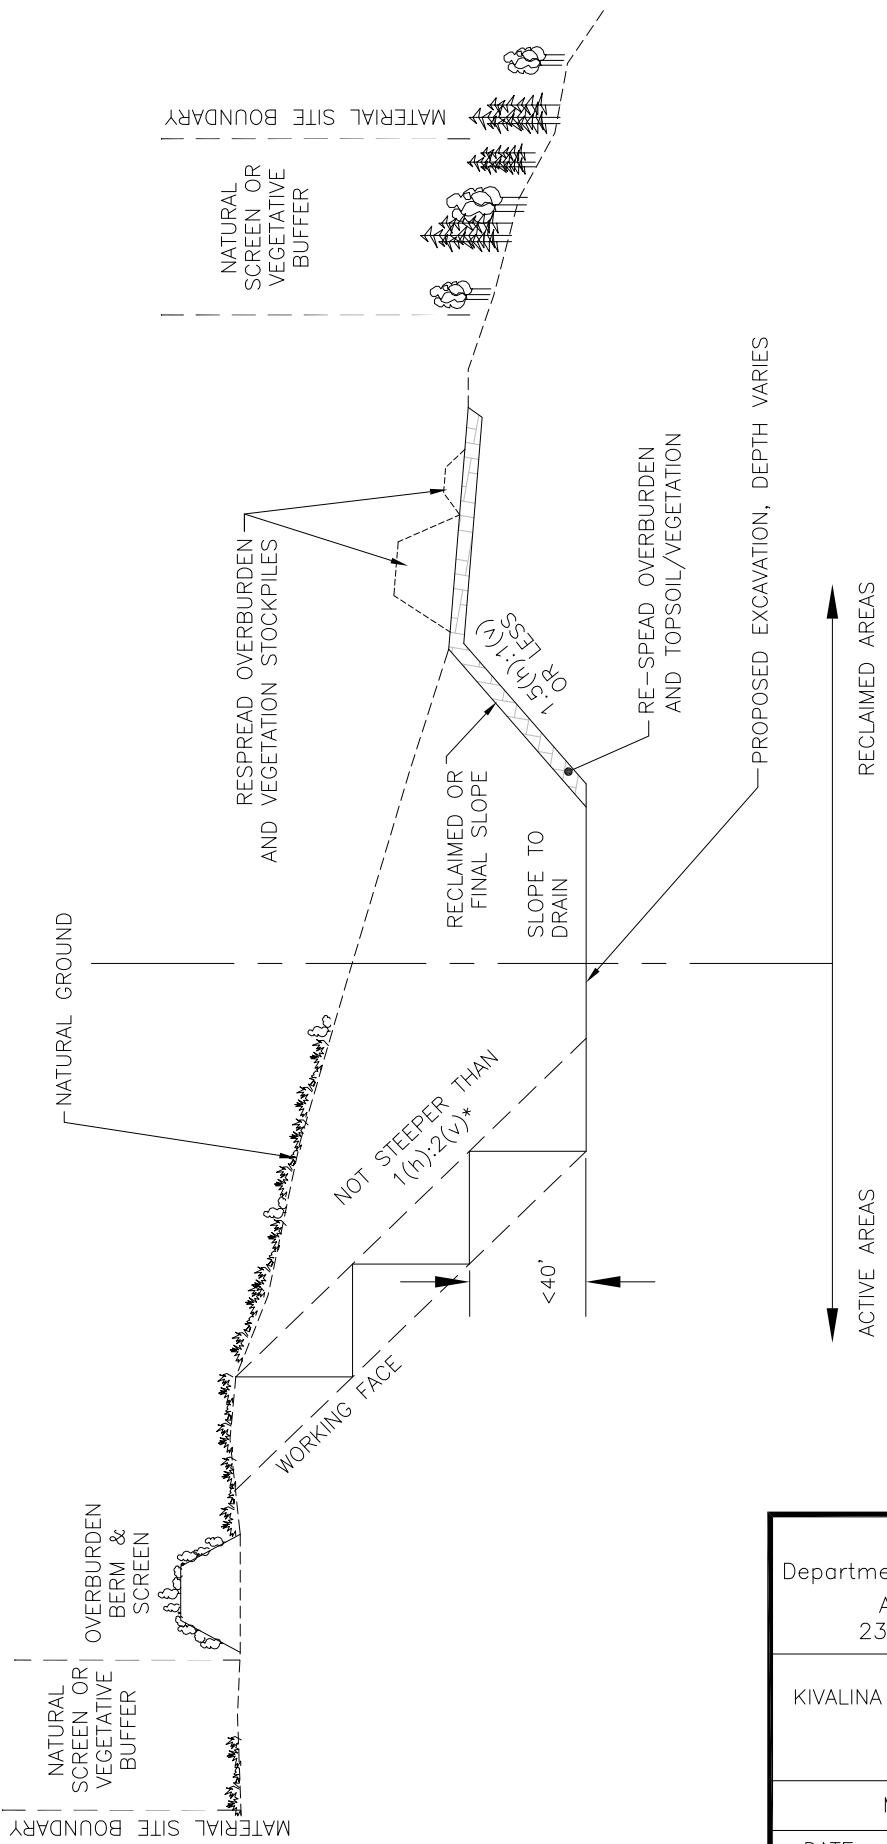 MATERIAL SITE BOUNDARY
NATURAL
SCREEN OR
VEGETATIVE
BUFFER
OVERBURDEN
BERM &
SCREEN
WORKING FACE
NOT STEEPER THAN
1(h):2(v)*
<40'
NATURAL GROUND
RESPREAD OVERBURDEN
AND VEGETATION STOCKPILES
RECLAIMED OR
FINAL SLOPE
SLOPE TO
DRAIN
1.5(h):1(v)
OR LESS
RE-SPEAD OVERBURDEN
AND TOPSOIL/VEGETATION
PROPOSED EXCAVATION, DEPTH VARIES
NATURAL
SCREEN OR
VEGETATIVE
BUFFER
MATERIAL SITE BOUNDARY
ACTIVE AREAS
RECLAIMED AREAS
Departme
A
23
KIVALINA